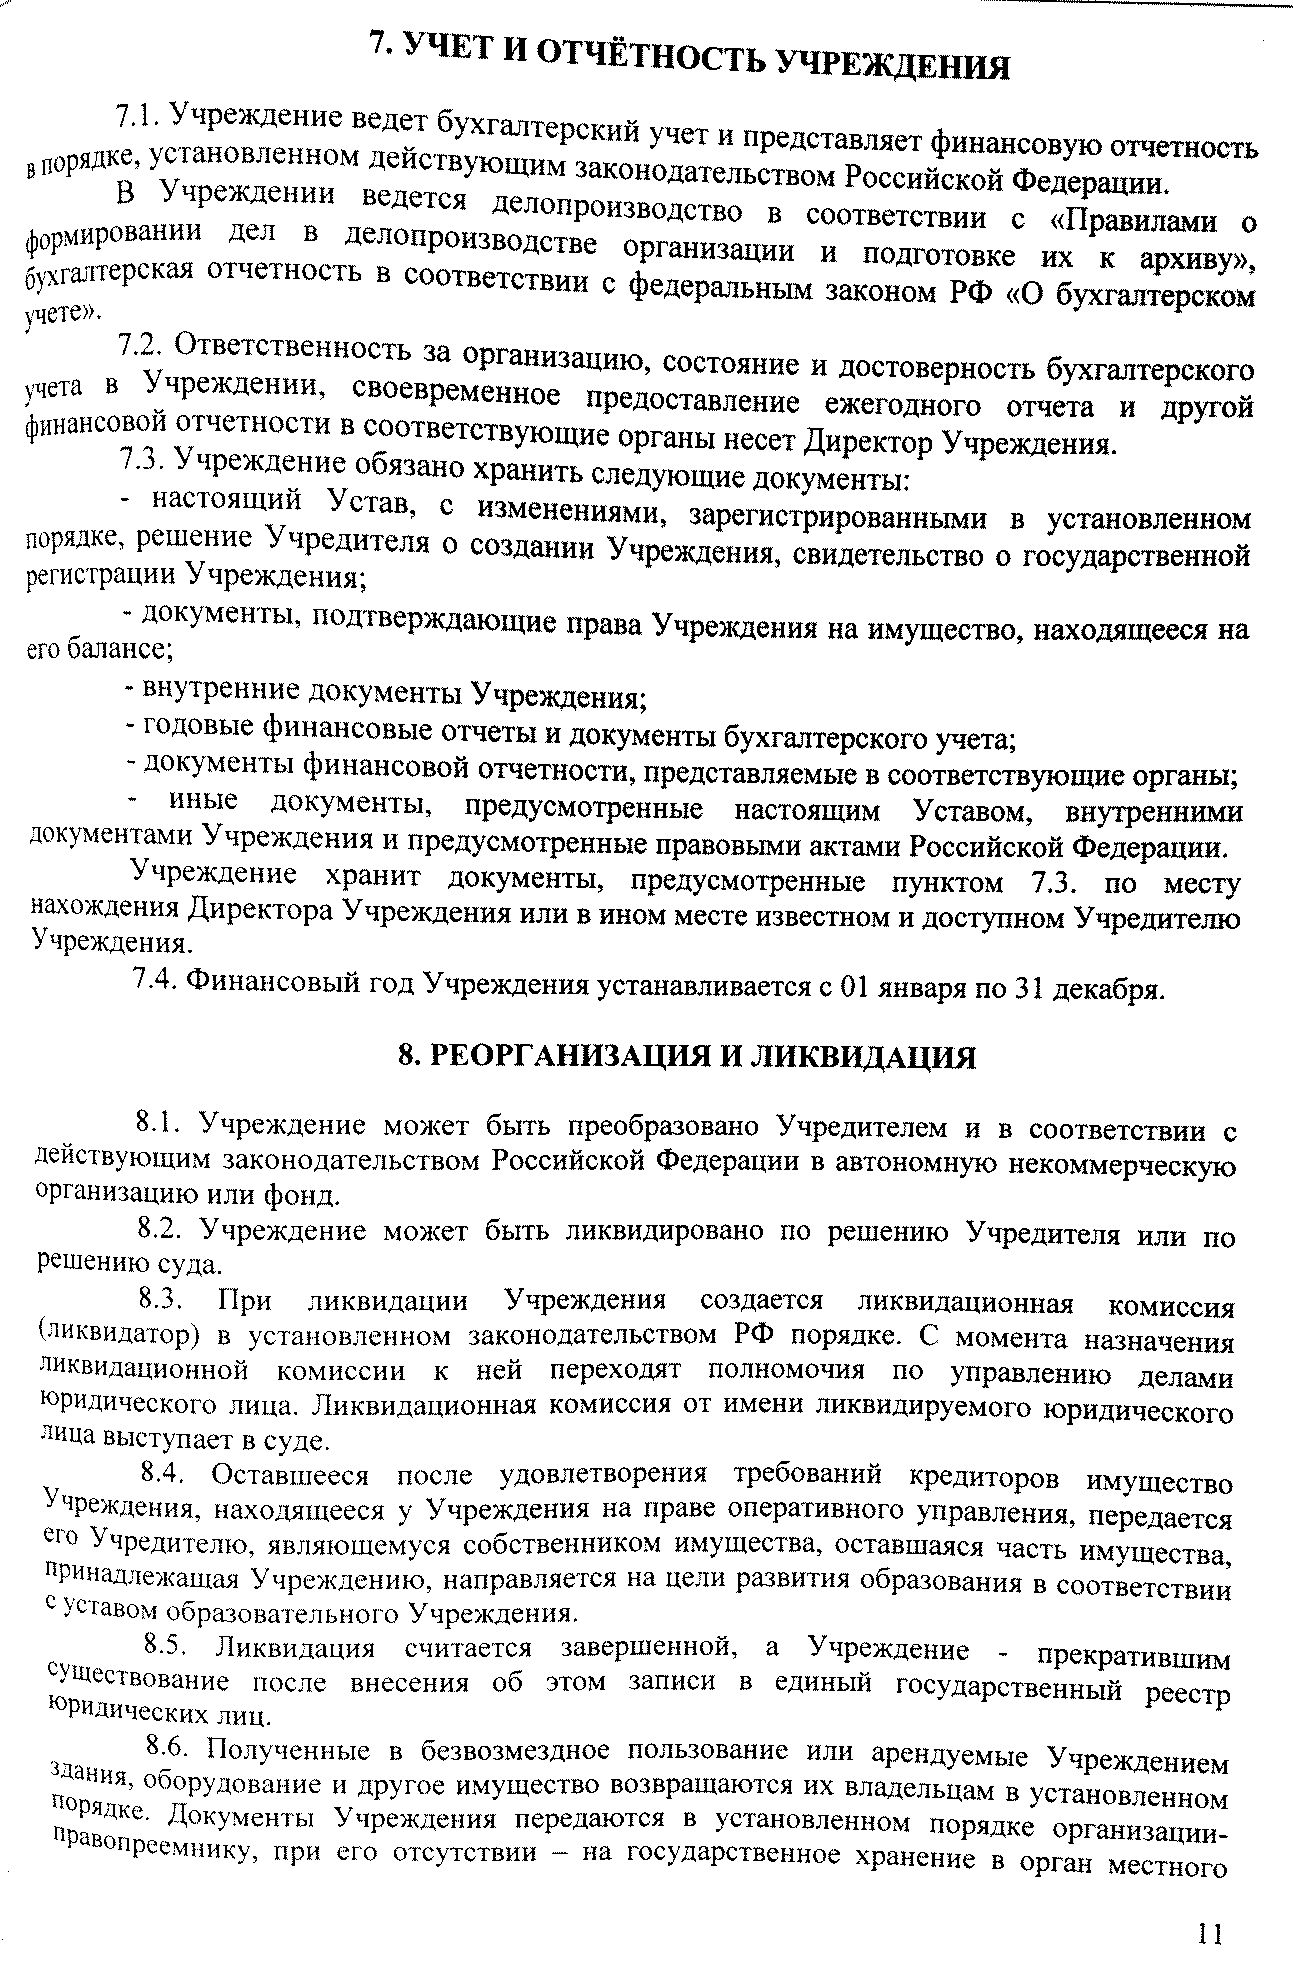 7. УЧЕТ И ОТЧЁТНОСТЬ УЧРЕЖДЕНИЯ
7.1. Учреждение ведет бухгалтерский учет и представляет финансовую отчетность
в порядке, установленном действующим законодательством Российской Федерации.
В Учреждении ведется делопроизводство в соответствии с «Правилами о
формировании дел в делопроизводстве организации и подготовке их к архиву»,
бухгалтерская отчетность в соответствии с федеральным законом РФ «О бухгалтерском
учете».
7.2. Ответственность за организацию, состояние и достоверность бухгалтерского
учета в Учреждении, своевременное предоставление ежегодного отчета и другой
финансовой отчетности в соответствующие органы несет Директор Учреждения.
7.3. Учреждение обязано хранить следующие документы:
- настоящий Устав, с изменениями, зарегистрированными в установленном
порядке, решение Учредителя о создании Учреждения, свидетельство о государственной
регистрации Учреждения;
- документы, подтверждающие права Учреждения на имущество, находящееся на
его балансе;
- внутренние документы Учреждения;
- годовые финансовые отчеты и документы бухгалтерского учета;
- документы финансовой отчетности, представляемые в соответствующие органы;
- иные документы, предусмотренные настоящим Уставом, внутренними
документами Учреждения и предусмотренные правовыми актами Российской Федерации.
Учреждение хранит документы, предусмотренные пунктом 7.3. по месту
нахождения Директора Учреждения или в ином месте известном и доступном Учредителю
Учреждения.
7.4. Финансовый год Учреждения устанавливается с 01 января по 31 декабря.
8. РЕОРГАНИЗАЦИЯ И ЛИКВИДАЦИЯ
8.1. Учреждение может быть преобразовано Учредителем и в соответствии с
действующим законодательством Российской Федерации в автономную некоммерческую
организацию или фонд.
8.2. Учреждение может быть ликвидировано по решению Учредителя или по
решению суда.
8.3. При ликвидации Учреждения создается ликвидационная комиссия
(ликвидатор) в установленном законодательством РФ порядке. С момента назначения
ликвидационной комиссии к ней переходят полномочия по управлению делами
юридического лица. Ликвидационная комиссия от имени ликвидируемого юридического
лица выступает в суде.
8.4. Оставшееся после удовлетворения требований кредиторов имущество
Учреждения, находящееся у Учреждения на праве оперативного управления, передается
его Учредителю, являющемуся собственником имущества, оставшаяся часть имущества,
принадлежащая Учреждению, направляется на цели развития образования в соответствии
с уставом образовательного Учреждения.
8.5. Ликвидация считается завершенной, а Учреждение - прекратившим
существование после внесения об этом записи в единый государственный реестр
юридических лиц.
8.6. Полученные в безвозмездное пользование или арендуемые Учреждением
здания, оборудование и другое имущество возвращаются их владельцам в установленном
порядке. Документы Учреждения передаются в установленном порядке организации-
правопреемнику, при его отсутствии – на государственное хранение в орган местного
11